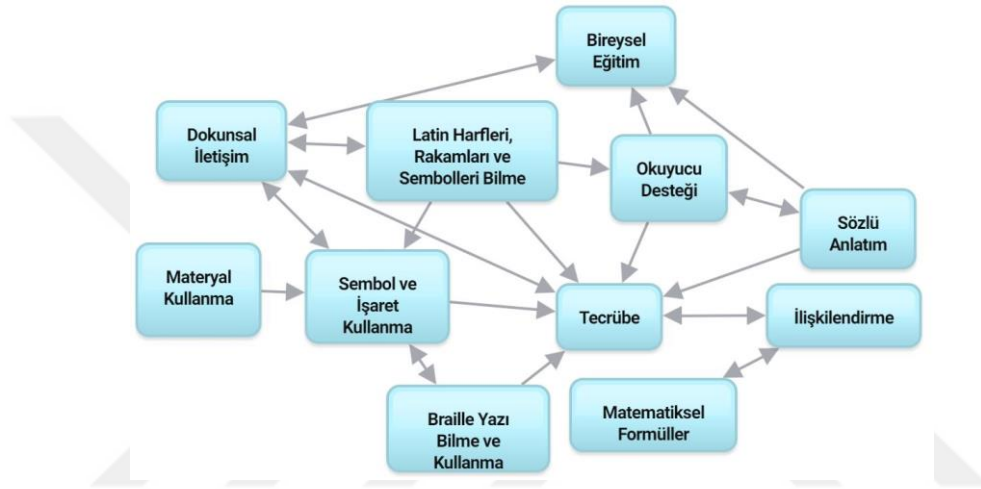 Bireysel
Eğitim
Dokunsal
İletişim
Latin Harfleri,
Rakamları ve
Sembolleri Bilme
Okuyucu
Desteği
Sözlü
Anlatım
Materyal
Kullanma
Sembol ve
İşaret
Kullanma
Tecrübe
İlişkilendirme
Braille Yazı
Bilme ve
Kullanma
Matematiksel
Formüller